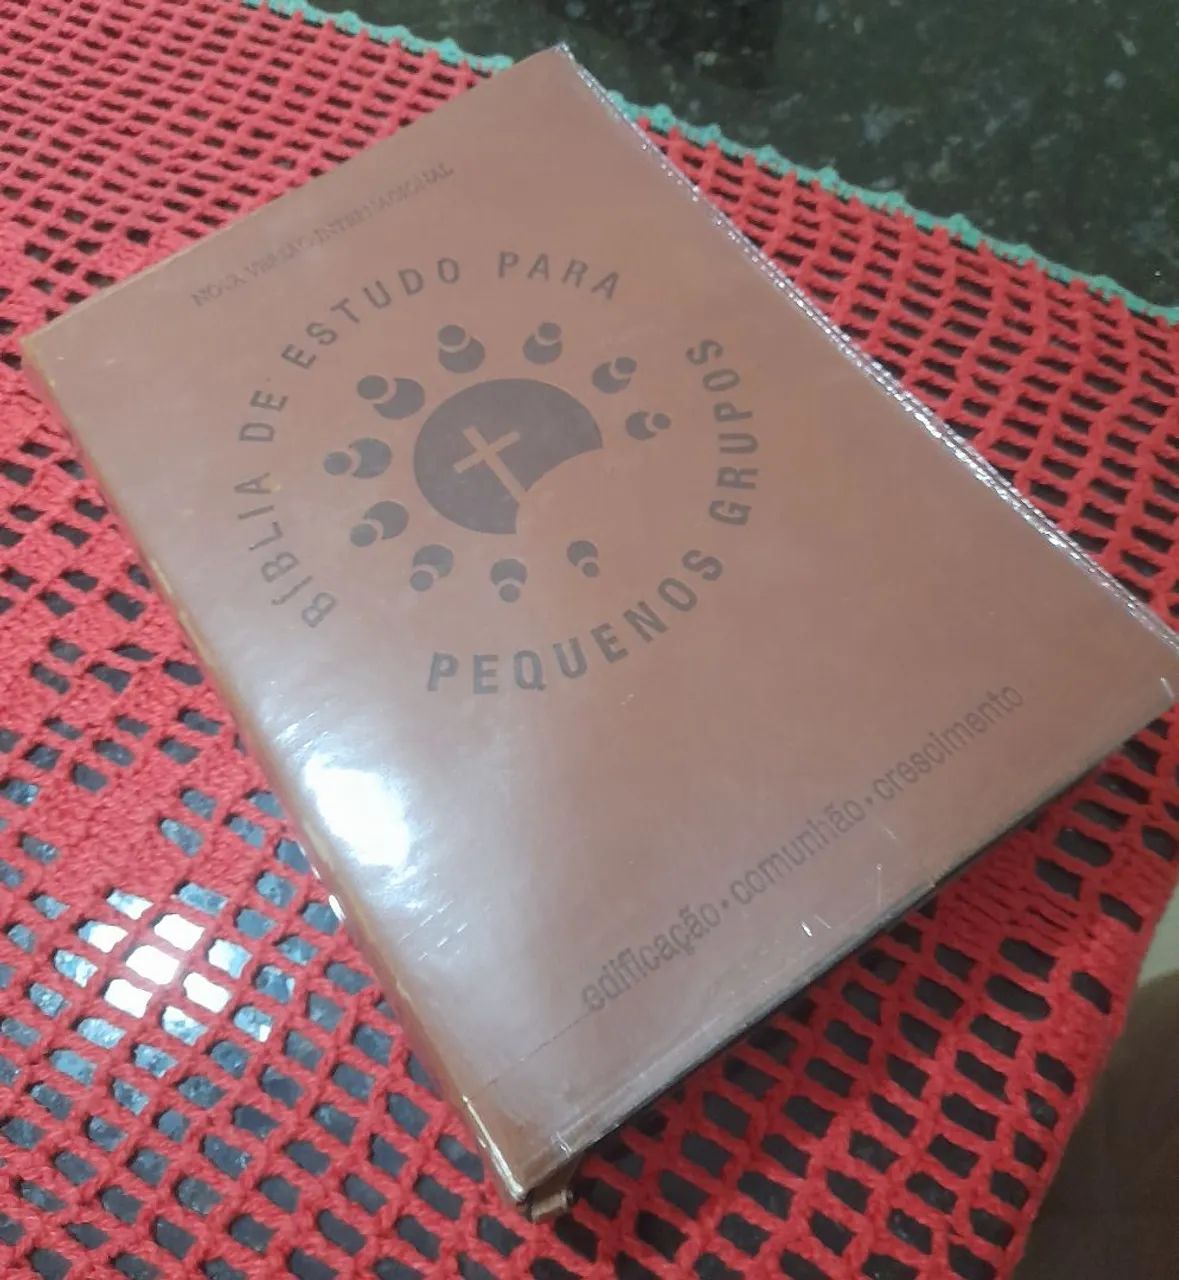 NOVA VERSÃO INTERNACIONAL
BÍBLIA DE ESTUDO PARA
PEQUENOS GRUPOS
edificação • comunhão • crescimento